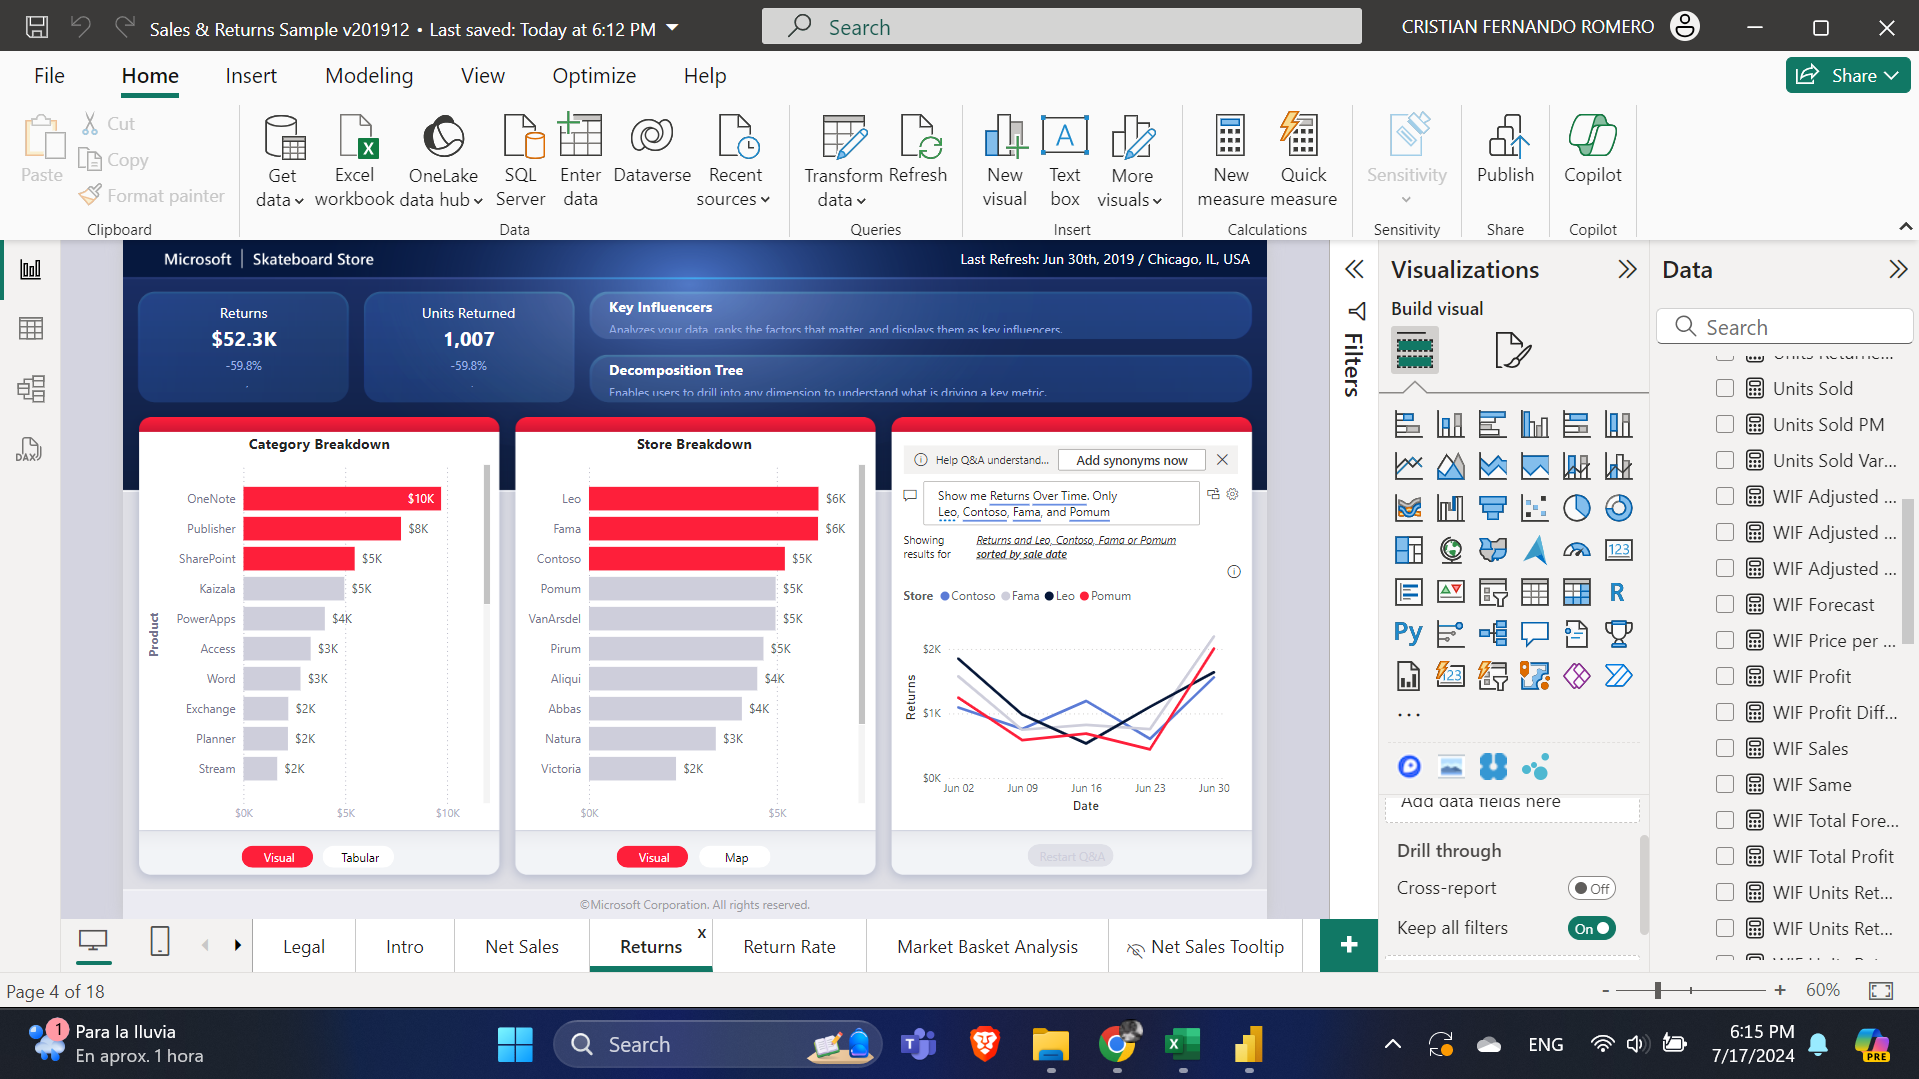 Sales & Returns Sample v201912 • Last saved: Today at 6:12 PM
Search
CRISTIAN FERNANDO ROMERO
File
Home
Insert
Modeling
View
Optimize
Help
Share
Paste
Cut
Copy
Format painter
Clipboard
Get data
Excel workbook
OneLake data hub
SQL Server
Enter data
Dataverse
Recent sources
Data
Transform data
Refresh
Queries
New visual
Text box
More visuals
Insert
New measure
Quick measure
Calculations
Sensitivity
Sensitivity
Publish
Share
Copilot
Copilot
Microsoft | Skateboard Store
Last Refresh: Jun 30th, 2019 / Chicago, IL, USA
Returns
$52.3K
-59.8%
Units Returned
1,007
-59.8%
Key Influencers
Analyzes your data, ranks the factors that matter, and displays them as key influencers.
Decomposition Tree
Enables users to drill into any dimension to understand what is driving a key metric.
Category Breakdown
Product
OneNote $10K
Publisher $8K
SharePoint $5K
Kaizala $5K
PowerApps $4K
Access $3K
Word $3K
Exchange $2K
Planner $2K
Stream $2K
$0K $5K $10K
Visual
Tabular
Store Breakdown
Leo $6K
Fama $6K
Contoso $5K
Pomum $5K
VanArsdel $5K
Pirum $5K
Aliqui $4K
Abbas $4K
Natura $3K
Victoria $2K
$0K $5K
Visual
Map
Help Q&A understand...
Add synonyms now
Show me Returns Over Time. Only
Leo, Contoso, Fama, and Pomum
Showing results for
Returns and Leo, Contoso, Fama or Pomum
sorted by sale date
Store Contoso Fama Leo Pomum
Returns
$2K
$1K
$0K
Jun 02 Jun 09 Jun 16 Jun 23 Jun 30
Date
Restart Q&A
©Microsoft Corporation. All rights reserved.
Filters
Visualizations
Build visual
123
R
Py
123
...
Add data fields here
Drill through
Cross-report
Off
Keep all filters
On
Data
Search
Units Returne...
Units Sold
Units Sold PM
Units Sold Var...
WIF Adjusted ...
WIF Adjusted ...
WIF Adjusted ...
WIF Forecast
WIF Price per ...
WIF Profit
WIF Profit Diff...
WIF Sales
WIF Same
WIF Total Fore...
WIF Total Profit
WIF Units Ret...
WIF Units Ret...
DAX
Legal
Intro
Net Sales
Returns
x
Return Rate
Market Basket Analysis
Net Sales Tooltip
+
Page 4 of 18
- + 60%
1
Para la lluvia
En aprox. 1 hora
Search
ENG
6:15 PM
7/17/2024
PRE